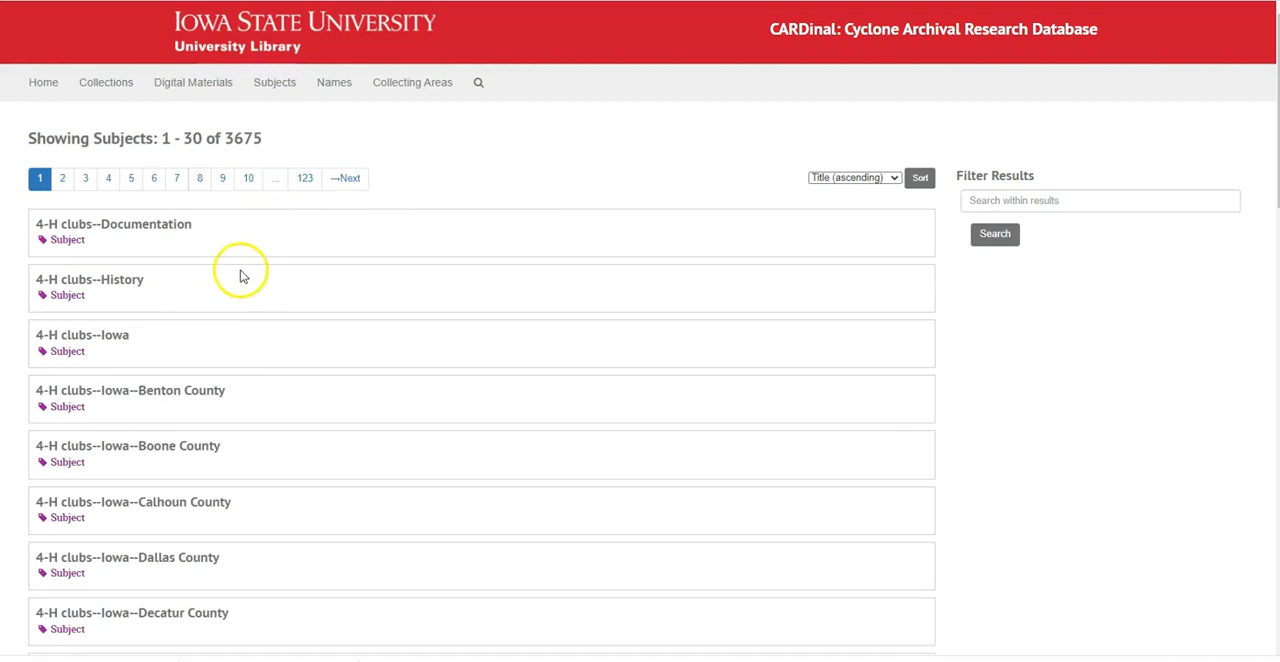 IOWA STATE UNIVERSITY
University Library
CARDinal: Cyclone Archival Research Database
Home Collections Digital Materials Subjects Names Collecting Areas
Showing Subjects: 1 - 30 of 3675
1 2 3 4 5 6 7 8 9 10 ... 123 →Next
Title (ascending) Sort
Filter Results
Search within results
Search
4-H clubs--Documentation
Subject
4-H clubs--History
Subject
4-H clubs--Iowa
Subject
4-H clubs--Iowa--Benton County
Subject
4-H clubs--Iowa--Boone County
Subject
4-H clubs--Iowa--Calhoun County
Subject
4-H clubs--Iowa--Dallas County
Subject
4-H clubs--Iowa--Decatur County
Subject